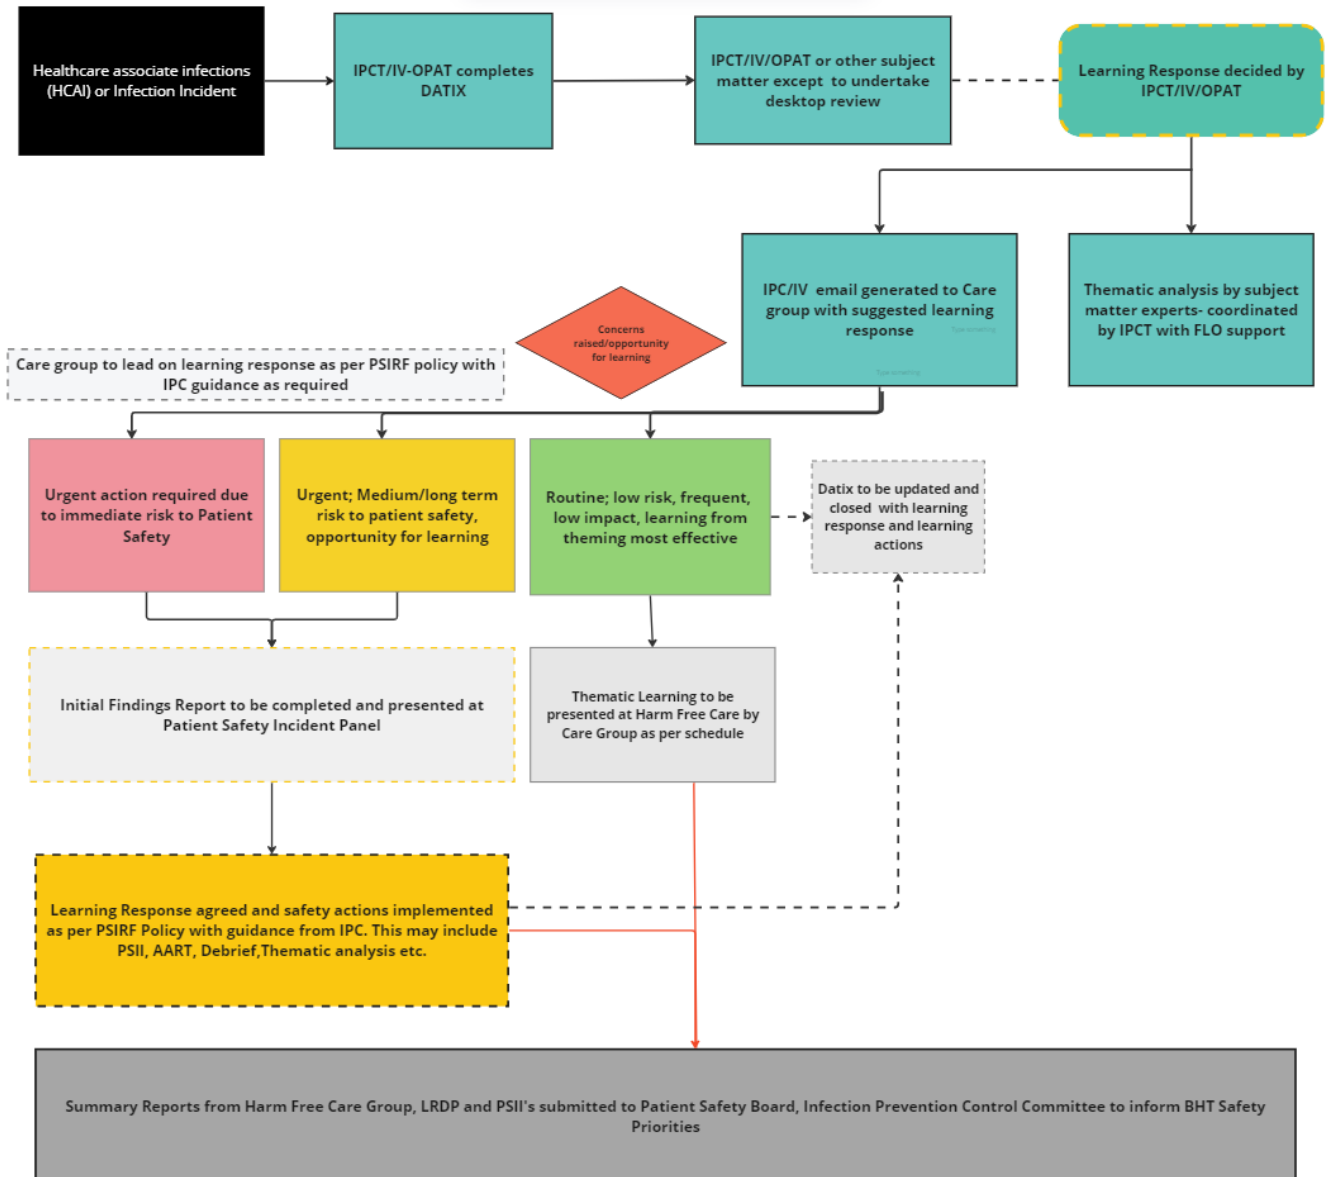 Healthcare associate infections
(HCAI) or Infection Incident
IPCT/IV-OPAT completes
DATIX
IPCT/IV/OPAT or other subject
matter except to undertake
desktop review
Learning Response decided by
IPCT/IV/OPAT
IPC/IV email generated to Care
group with suggested learning
response
Type something
Type something
Thematic analysis by subject
matter experts- coordinated
by IPCT with FLO support
Concerns
raised/opportunity
for learning
Care group to lead on learning response as per PSIRF policy with
IPC guidance as required
Urgent action required due
to immediate risk to Patient
Safety
Urgent; Medium/long term
risk to patient safety,
opportunity for learning
Routine; low risk, frequent,
low impact, learning from
theming most effective
Datix to be updated and
closed with learning
response and learning
actions
Initial Findings Report to be completed and presented at
Patient Safety Incident Panel
Thematic Learning to be
presented at Harm Free Care by
Care Group as per schedule
Learning Response agreed and safety actions implemented
as per PSIRF Policy with guidance from IPC. This may include
PSII, AART, Debrief,Thematic analysis etc.
Summary Reports from Harm Free Care Group, LRDP and PSII's submitted to Patient Safety Board, Infection Prevention Control Committee to inform BHT Safety
Priorities